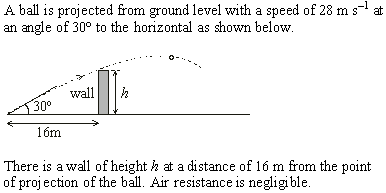 A ball is projected from ground level with a speed of 28 m s⁻¹ at
an angle of 30° to the horizontal as shown below.
wall
h
30°
16m
There is a wall of height h at a distance of 16 m from the point
of projection of the ball. Air resistance is negligible.